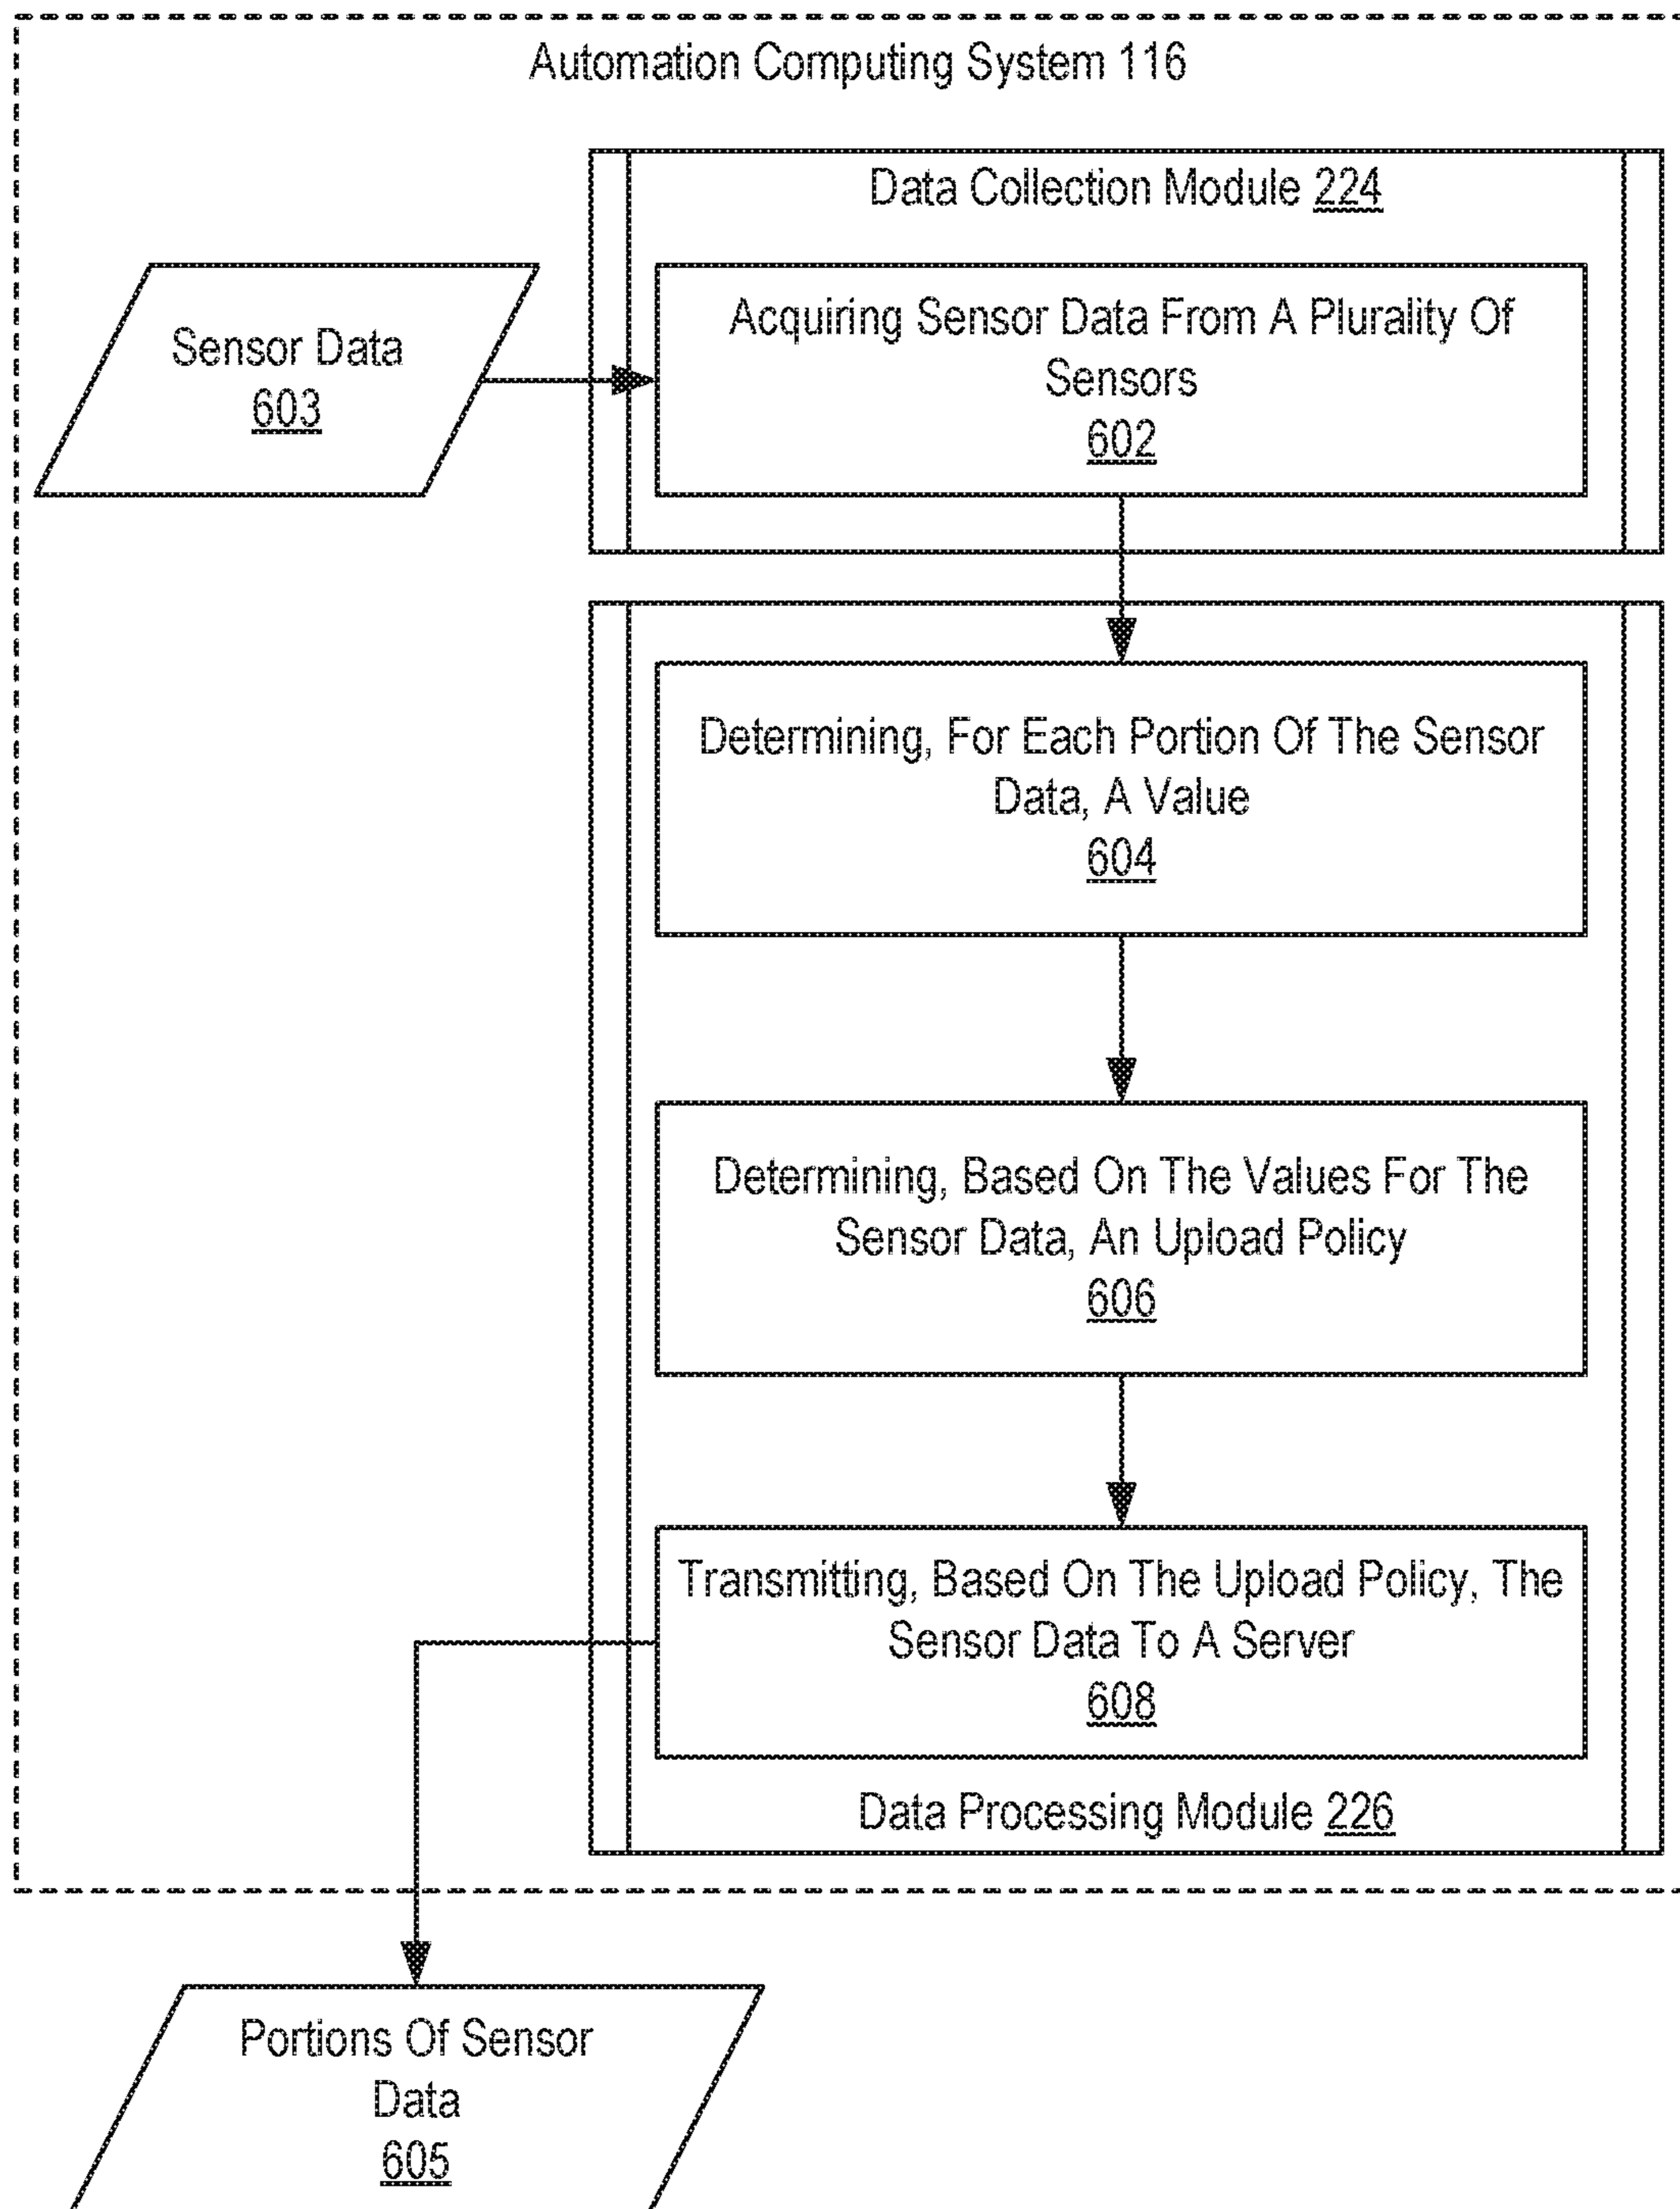 Automation Computing System 116
Data Collection Module 224
Sensor Data
603
Acquiring Sensor Data From A Plurality Of
Sensors
602
Determining, For Each Portion Of The Sensor
Data, A Value
604
Determining, Based On The Values For The
Sensor Data, An Upload Policy
606
Transmitting, Based On The Upload Policy, The
Sensor Data To A Server
608
Data Processing Module 226
Portions Of Sensor
Data
605